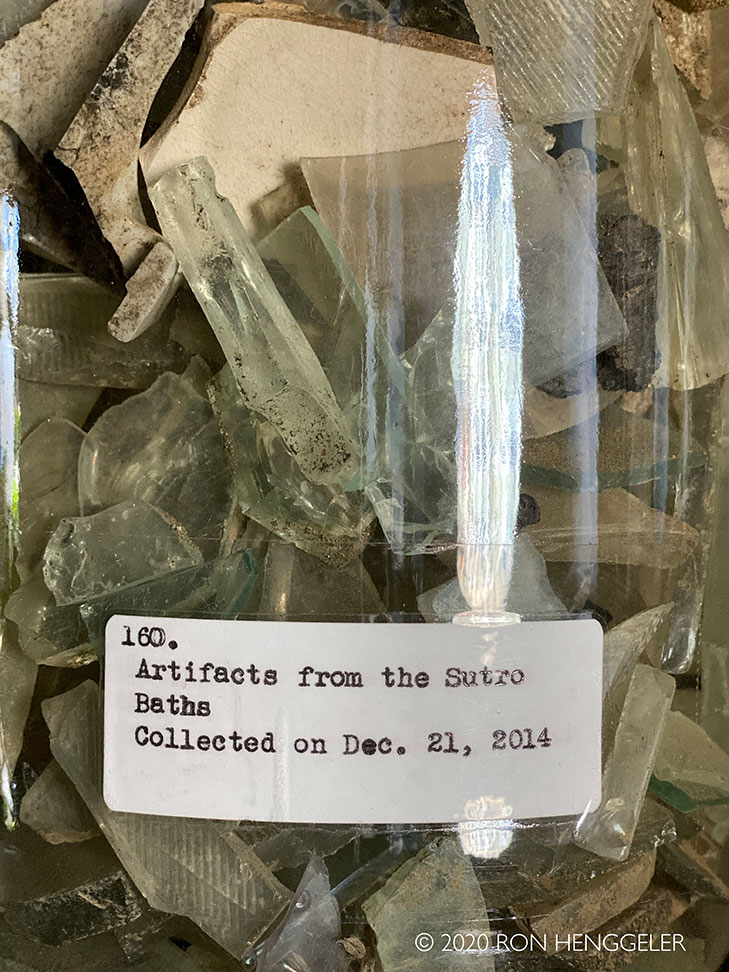 160.
Artifacts from the Sutro
Baths
Collected on Dec. 21, 2014
© 2020 RON HENGGELER